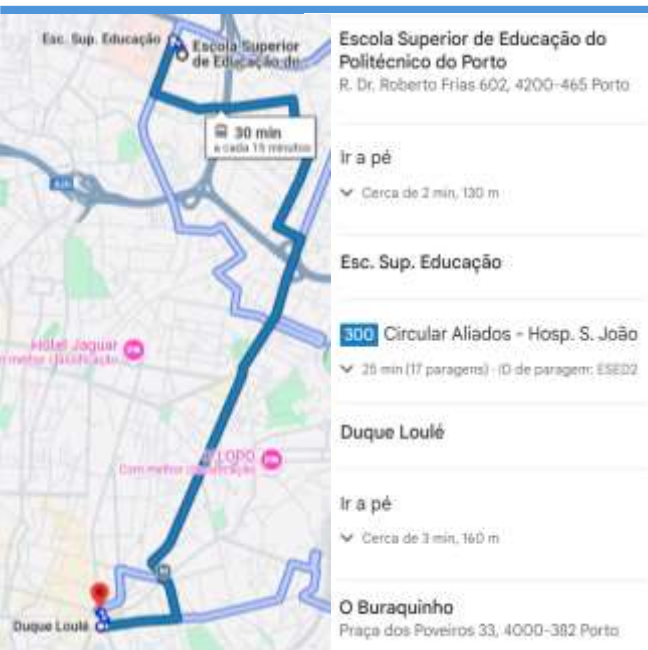 Esc. Sup. Educação
Escola Superior
de Educação do...
30 min
a cada 15 minutos
Hotel Jaguar
melhor classificação
LOPO
Com melhor classificação
Duque Loulé
Escola Superior de Educação do
Politécnico do Porto
R. Dr. Roberto Frias 602, 4200-465 Porto
Ir a pé
Cerca de 2 min, 130 m
Esc. Sup. Educação
300 Circular Aliados - Hosp. S. João
25 min (17 paragens) · ID de paragem: ESED2
Duque Loulé
Ir a pé
Cerca de 3 min, 160 m
O Buraquinho
Praça dos Poveiros 33, 4000-382 Porto